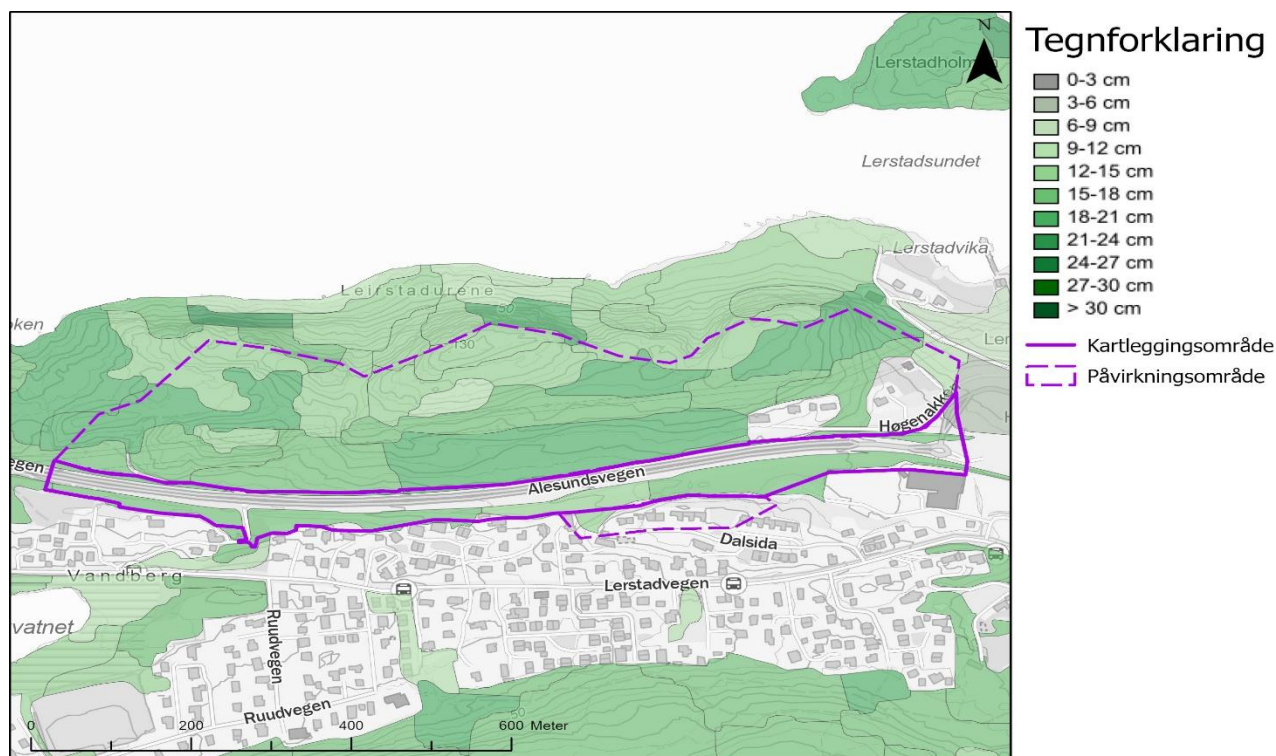 N
Lerstadholmen
Lerstadsundet
Lerstadvika
Leirstadurene
50
130
Høgenakken
Alesundsvegen
Dalsida
Vandberg
Lerstadvegen
Ruudvegen
vatnet
50
Ruudvegen
0 200 400 600 Meter
Tegnforklaring
0-3 cm
3-6 cm
6-9 cm
9-12 cm
12-15 cm
15-18 cm
18-21 cm
21-24 cm
24-27 cm
27-30 cm
> 30 cm
Kartleggingsområde
Påvirkningsområde